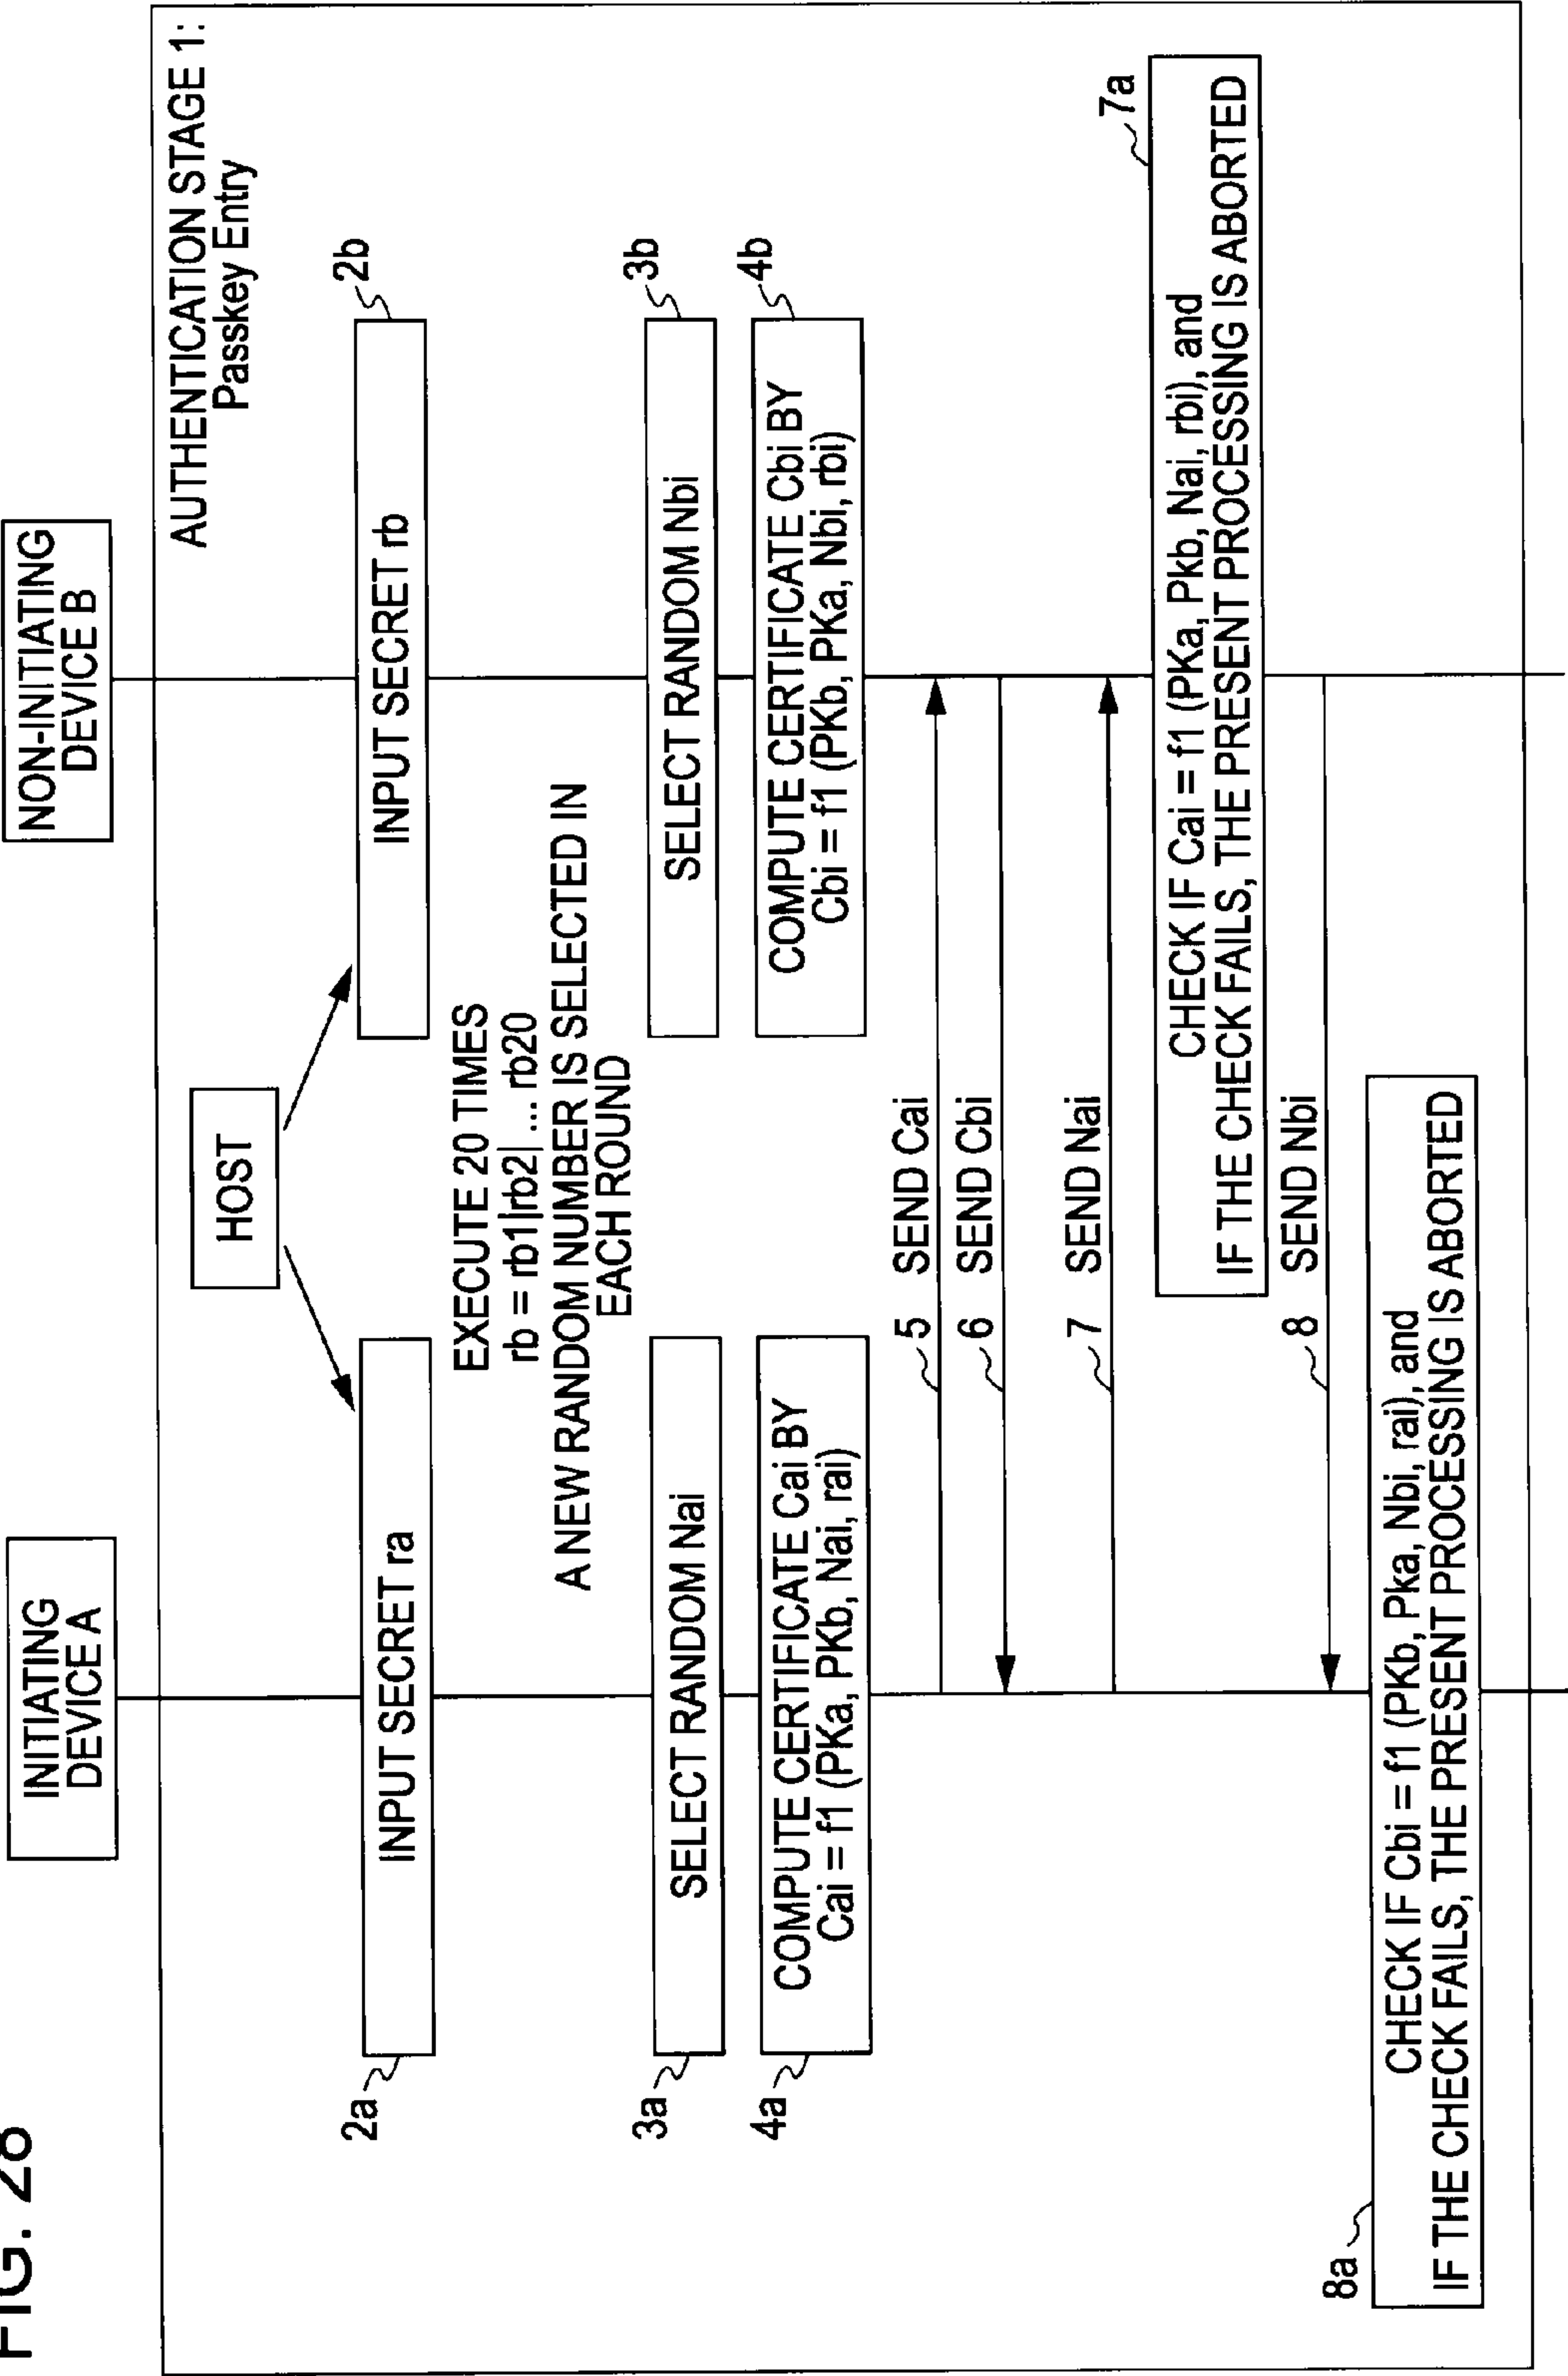 FIG. 28
INITIATING
DEVICE A
NON-INITIATING
DEVICE B
AUTHENTICATION STAGE 1:
Passkey Entry
HOST
2a
INPUT SECRET ra
INPUT SECRET rb
2b
EXECUTE 20 TIMES
rb = rb1|rb2| ... rb20
A NEW RANDOM NUMBER IS SELECTED IN
EACH ROUND
3a
SELECT RANDOM Nai
SELECT RANDOM Nbi
3b
4a
COMPUTE CERTIFICATE Cai BY
Cai = f1 (PKa, PKb, Nai, rai)
COMPUTE CERTIFICATE Cbi BY
Cbi = f1 (PKb, PKa, Nbi, rbi)
4b
5 SEND Cai
6 SEND Cbi
7 SEND Nai
7a
CHECK IF Cai = f1 (PKa, Pkb, Nai, rbi), and
IF THE CHECK FAILS, THE PRESENT PROCESSING IS ABORTED
8 SEND Nbi
8a
CHECK IF Cbi = f1 (PKb, Pka, Nbi, rai), and
IF THE CHECK FAILS, THE PRESENT PROCESSING IS ABORTED